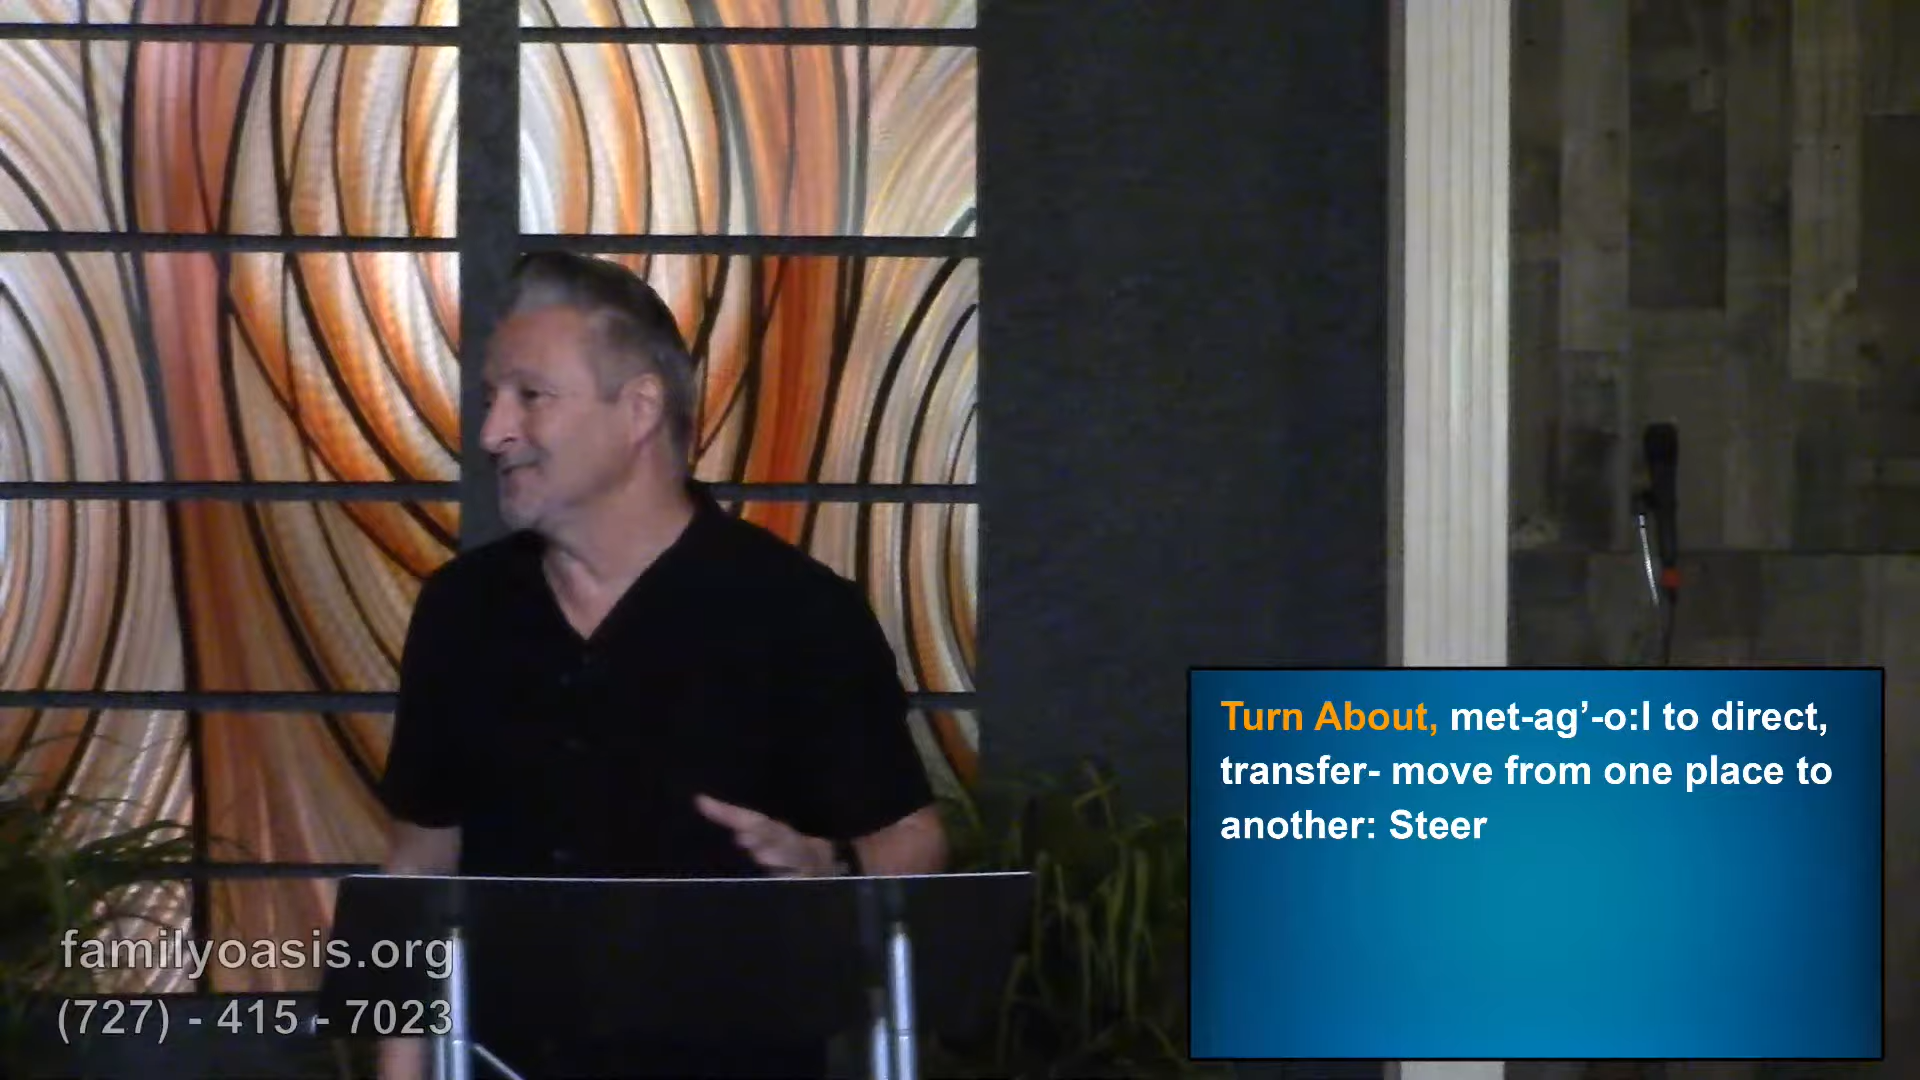 Turn About, met-ag’-o:l to direct,
transfer- move from one place to
another: Steer
familyoasis.org
(727) - 415 - 7023